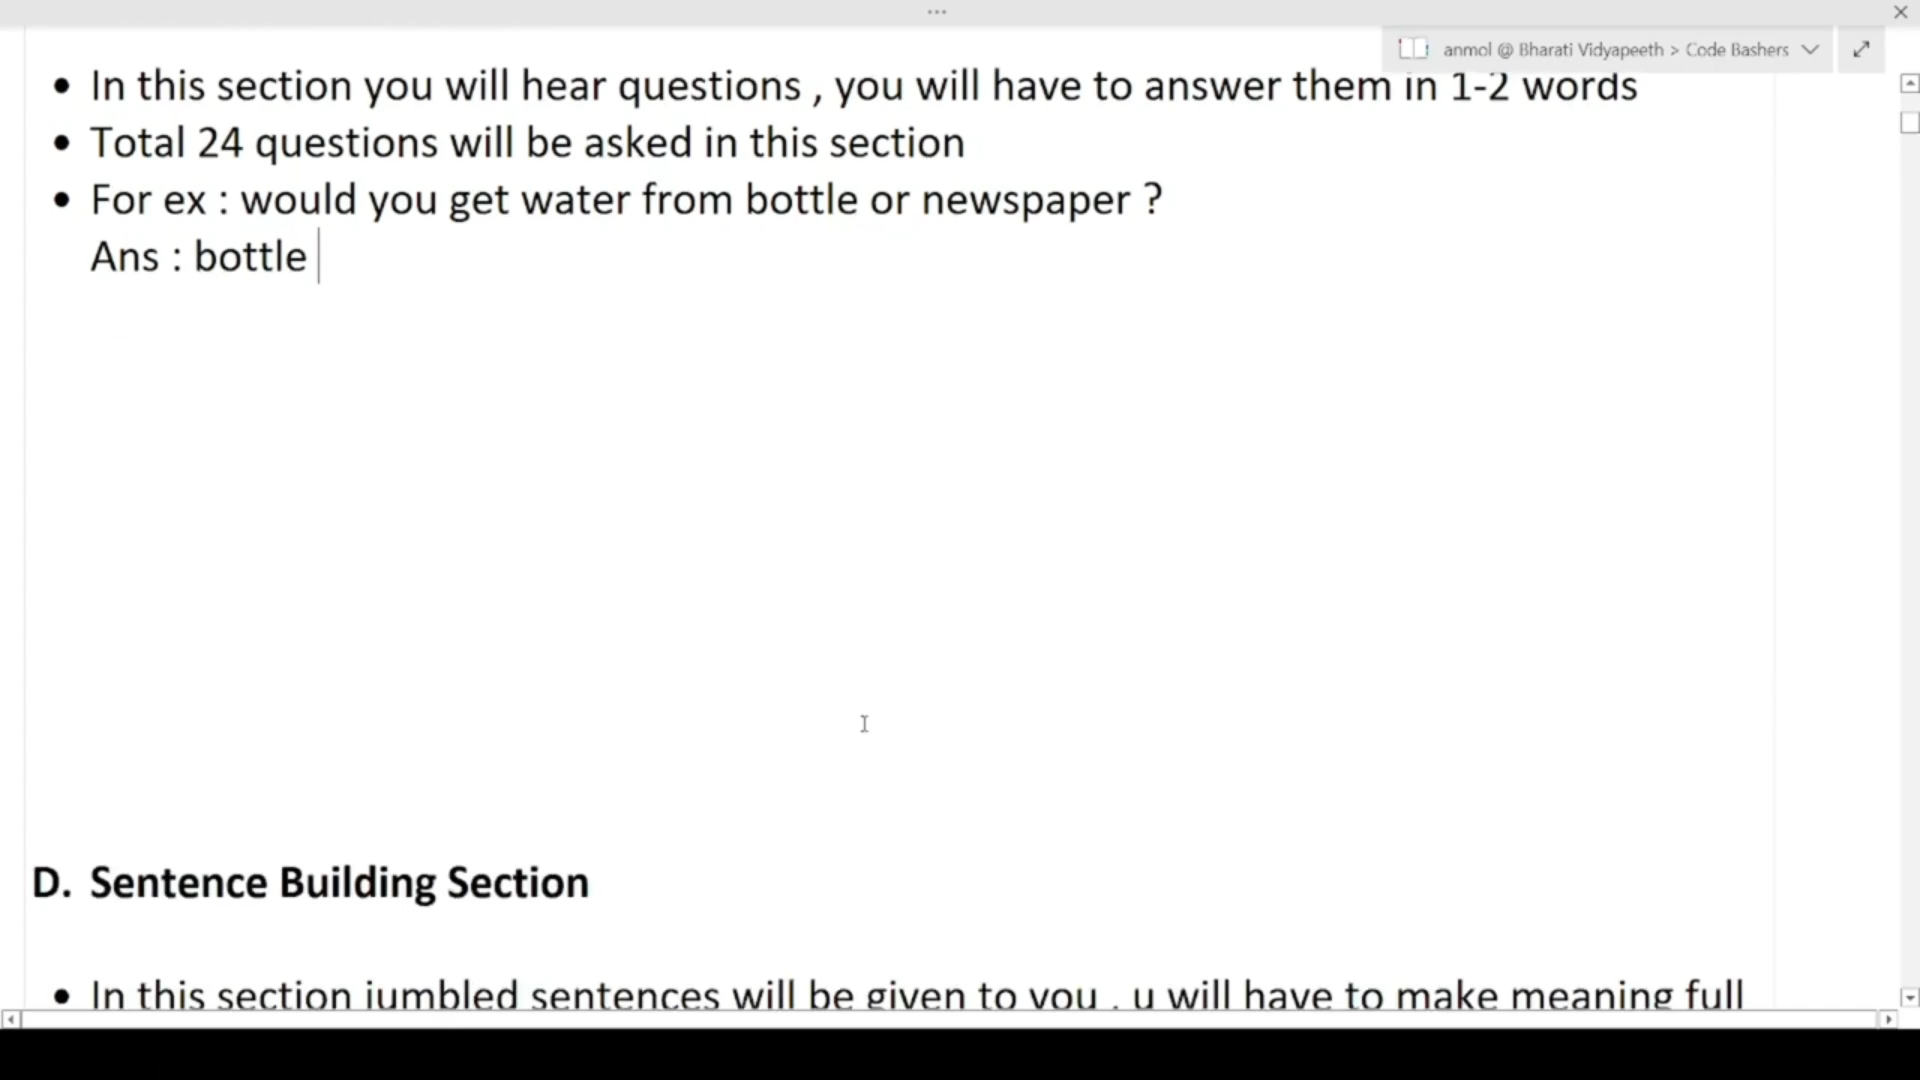 ...
anmol @ Bharati Vidyapeeth > Code Bashers
• In this section you will hear questions , you will have to answer them in 1-2 words
• Total 24 questions will be asked in this section
• For ex : would you get water from bottle or newspaper ?
Ans : bottle
D. Sentence Building Section
• In this section jumbled sentences will be given to you , u will have to make meaning full